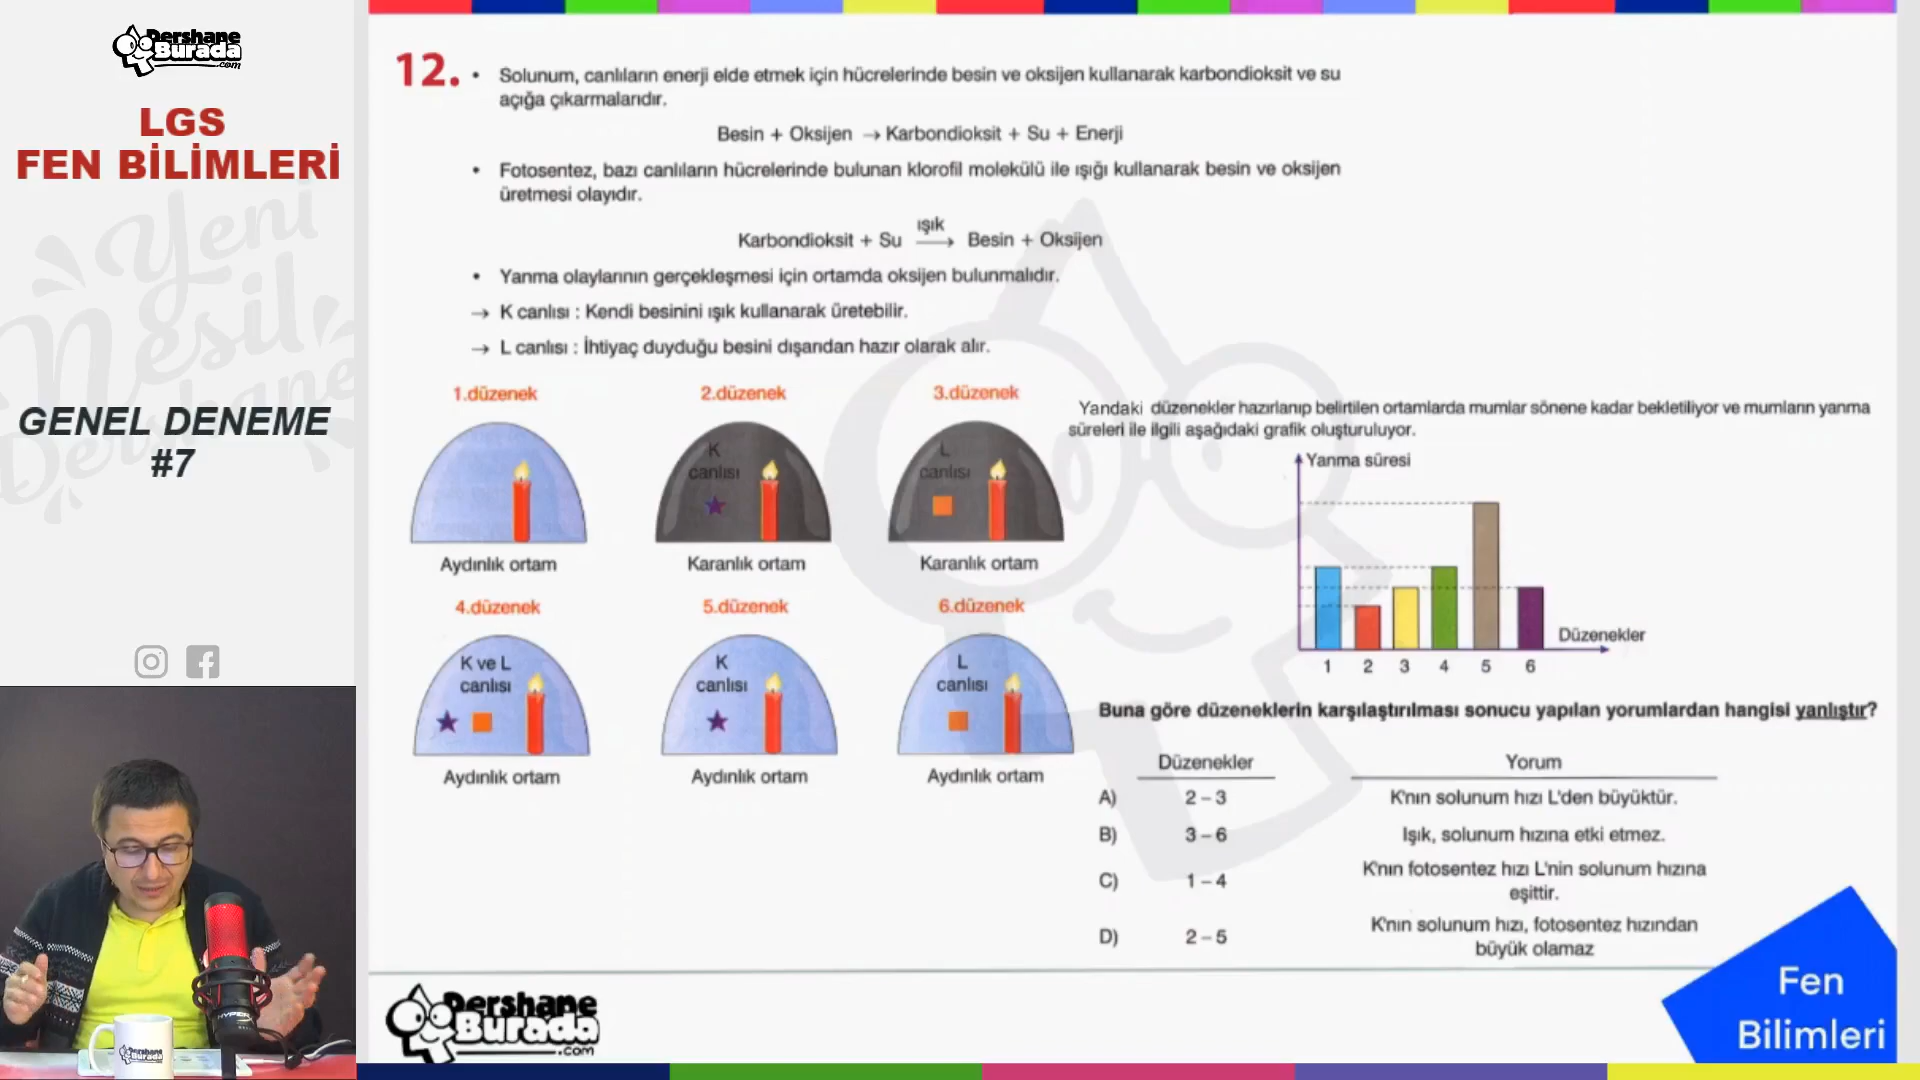 Dershane
Burada
.com
LGS
FEN BİLİMLERİ
Yeni
Nesil
Dershane
GENEL DENEME
#7
12.
• Solunum, canlıların enerji elde etmek için hücrelerinde besin ve oksijen kullanarak karbondioksit ve su
açığa çıkarmalarıdır.
Besin + Oksijen → Karbondioksit + Su + Enerji
• Fotosentez, bazı canlıların hücrelerinde bulunan klorofil molekülü ile ışığı kullanarak besin ve oksijen
üretmesi olayıdır.
ışık
Karbondioksit + Su → Besin + Oksijen
• Yanma olaylarının gerçekleşmesi için ortamda oksijen bulunmalıdır.
→ K canlısı : Kendi besinini ışık kullanarak üretebilir.
→ L canlısı : İhtiyaç duyduğu besini dışarıdan hazır olarak alır.
1.düzenek
2.düzenek
3.düzenek
K
canlısı
L
canlısı
Aydınlık ortam
Karanlık ortam
Karanlık ortam
4.düzenek
5.düzenek
6.düzenek
K ve L
canlısı
K
canlısı
L
canlısı
Aydınlık ortam
Aydınlık ortam
Aydınlık ortam
Yandaki düzenekler hazırlanıp belirtilen ortamlarda mumlar sönene kadar bekletiliyor ve mumların yanma
süreleri ile ilgili aşağıdaki grafik oluşturuluyor.
Yanma süresi
Düzenekler
1 2 3 4 5 6
Buna göre düzeneklerin karşılaştırılması sonucu yapılan yorumlardan hangisi yanlıştır?
Düzenekler Yorum
A) 2 – 3 K'nın solunum hızı L'den büyüktür.
B) 3 – 6 Işık, solunum hızına etki etmez.
C) 1 – 4 K'nın fotosentez hızı L'nin solunum hızına
eşittir.
D) 2 – 5 K'nın solunum hızı, fotosentez hızından
büyük olamaz
Dershane
Burada
.com
Fen
Bilimleri
HYPERX
Dershane
Burada
.com